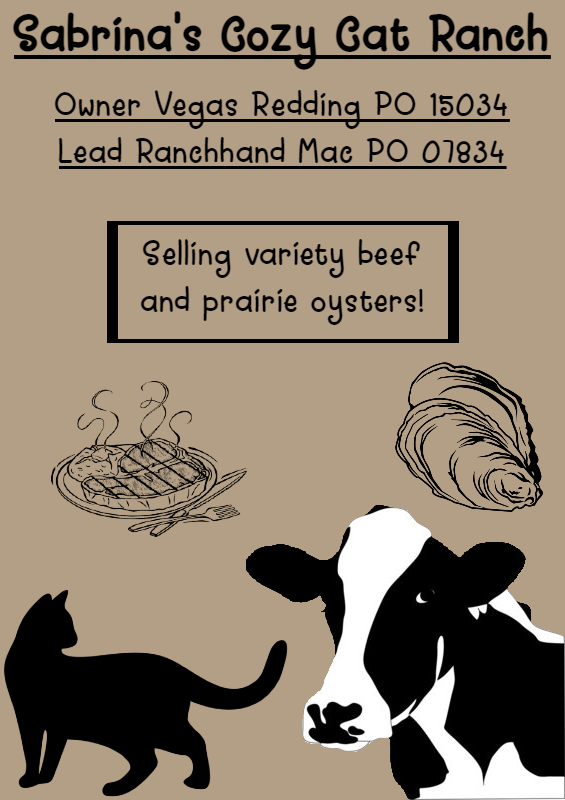 Sabrina's Cozy Cat Ranch
Owner Vegas Redding PO 15034
Lead Ranchhand Mac PO 07834
Selling variety beef
and prairie oysters!